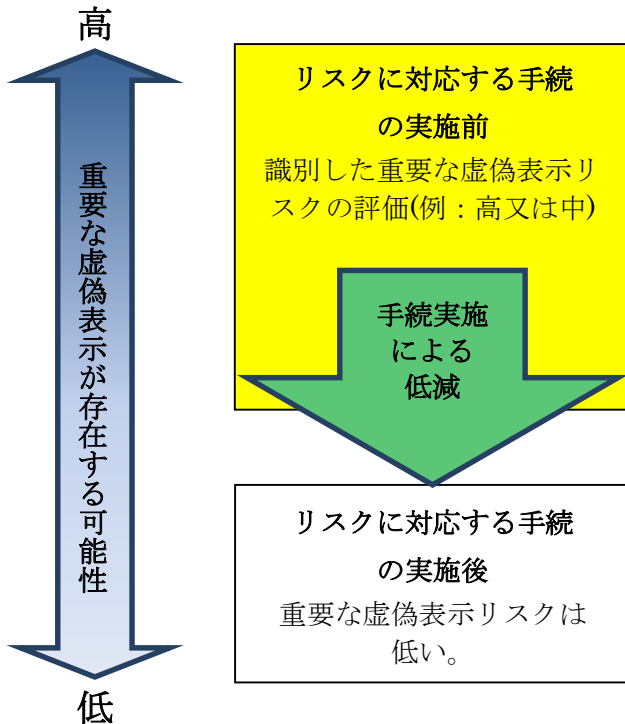 高
重要な虚偽表示が存在する可能性
低
リスクに対応する手続
の実施前
識別した重要な虚偽表示リ
スクの評価(例：高又は中)
手続実施
による
低減
リスクに対応する手続
の実施後
重要な虚偽表示リスクは
低い。